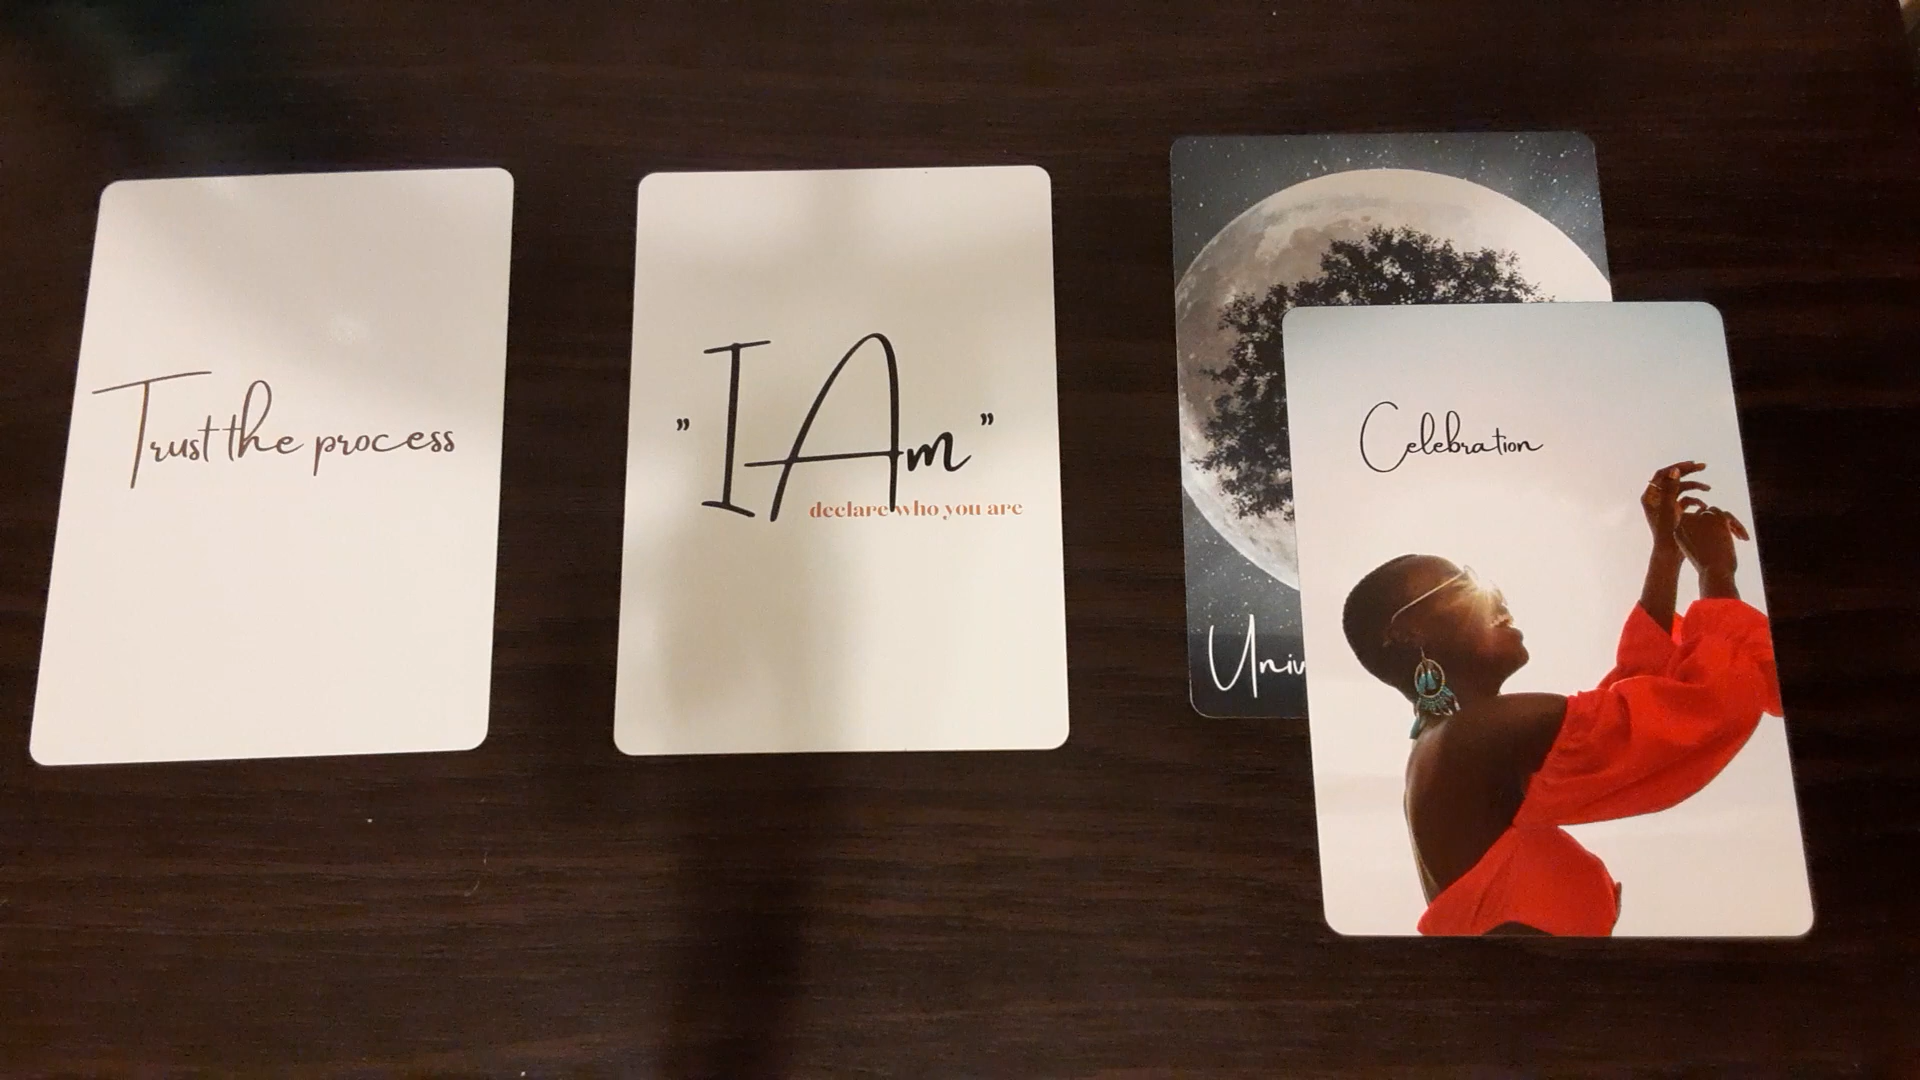 Trust the process
"I Am"
declare who you are
Celebration